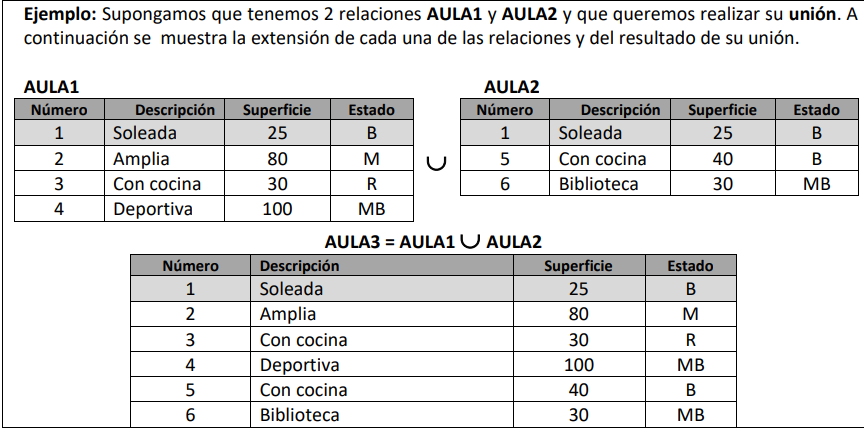 Ejemplo: Supongamos que tenemos 2 relaciones AULA1 y AULA2 y que queremos realizar su unión. A
continuación se muestra la extensión de cada una de las relaciones y del resultado de su unión.
AULA1
Número Descripción Superficie Estado
1 Soleada 25 B
2 Amplia 80 M
3 Con cocina 30 R
4 Deportiva 100 MB
∪
AULA2
Número Descripción Superficie Estado
1 Soleada 25 B
5 Con cocina 40 B
6 Biblioteca 30 MB
AULA3 = AULA1 ∪ AULA2
Número Descripción Superficie Estado
1 Soleada 25 B
2 Amplia 80 M
3 Con cocina 30 R
4 Deportiva 100 MB
5 Con cocina 40 B
6 Biblioteca 30 MB